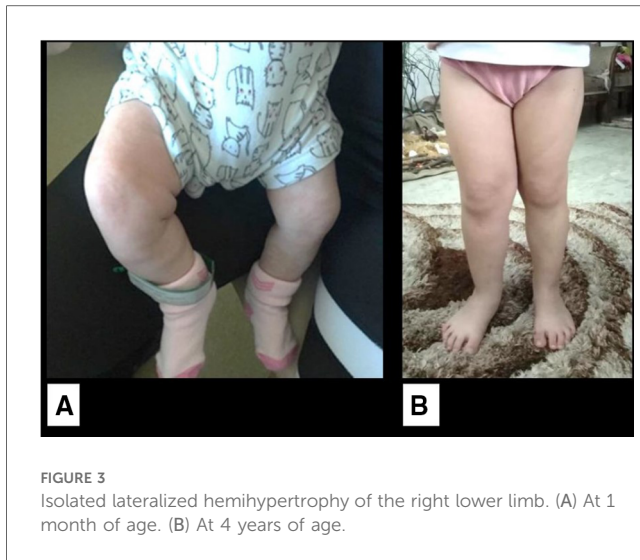 A
B
FIGURE 3
Isolated lateralized hemihypertrophy of the right lower limb. (A) At 1
month of age. (B) At 4 years of age.